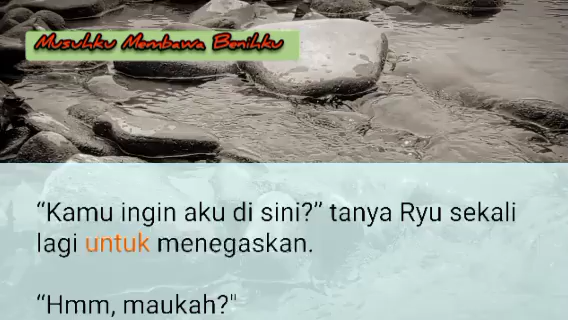 Musuhku Membawa Benihku
“Kamu ingin aku di sini?” tanya Ryu sekali
lagi untuk menegaskan.
“Hmm, maukah?"